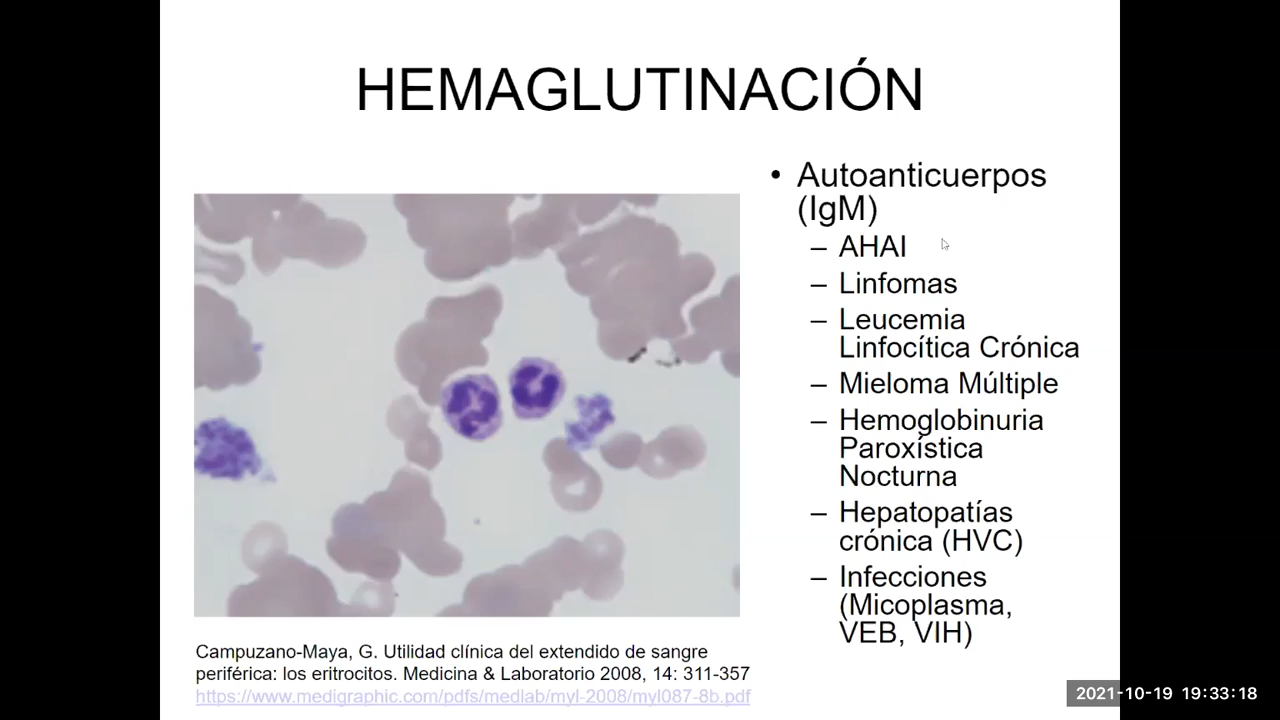 HEMAGLUTINACIÓN
• Autoanticuerpos
(IgM)
– AHAI
– Linfomas
– Leucemia
Linfocítica Crónica
– Mieloma Múltiple
– Hemoglobinuria
Paroxística
Nocturna
– Hepatopatías
crónica (HVC)
– Infecciones
(Micoplasma,
VEB, VIH)
Campuzano-Maya, G. Utilidad clínica del extendido de sangre
periférica: los eritrocitos. Medicina & Laboratorio 2008, 14: 311-357
https://www.medigraphic.com/pdfs/medlab/myl-2008/myl087-8b.pdf
2021-10-19 19:33:18